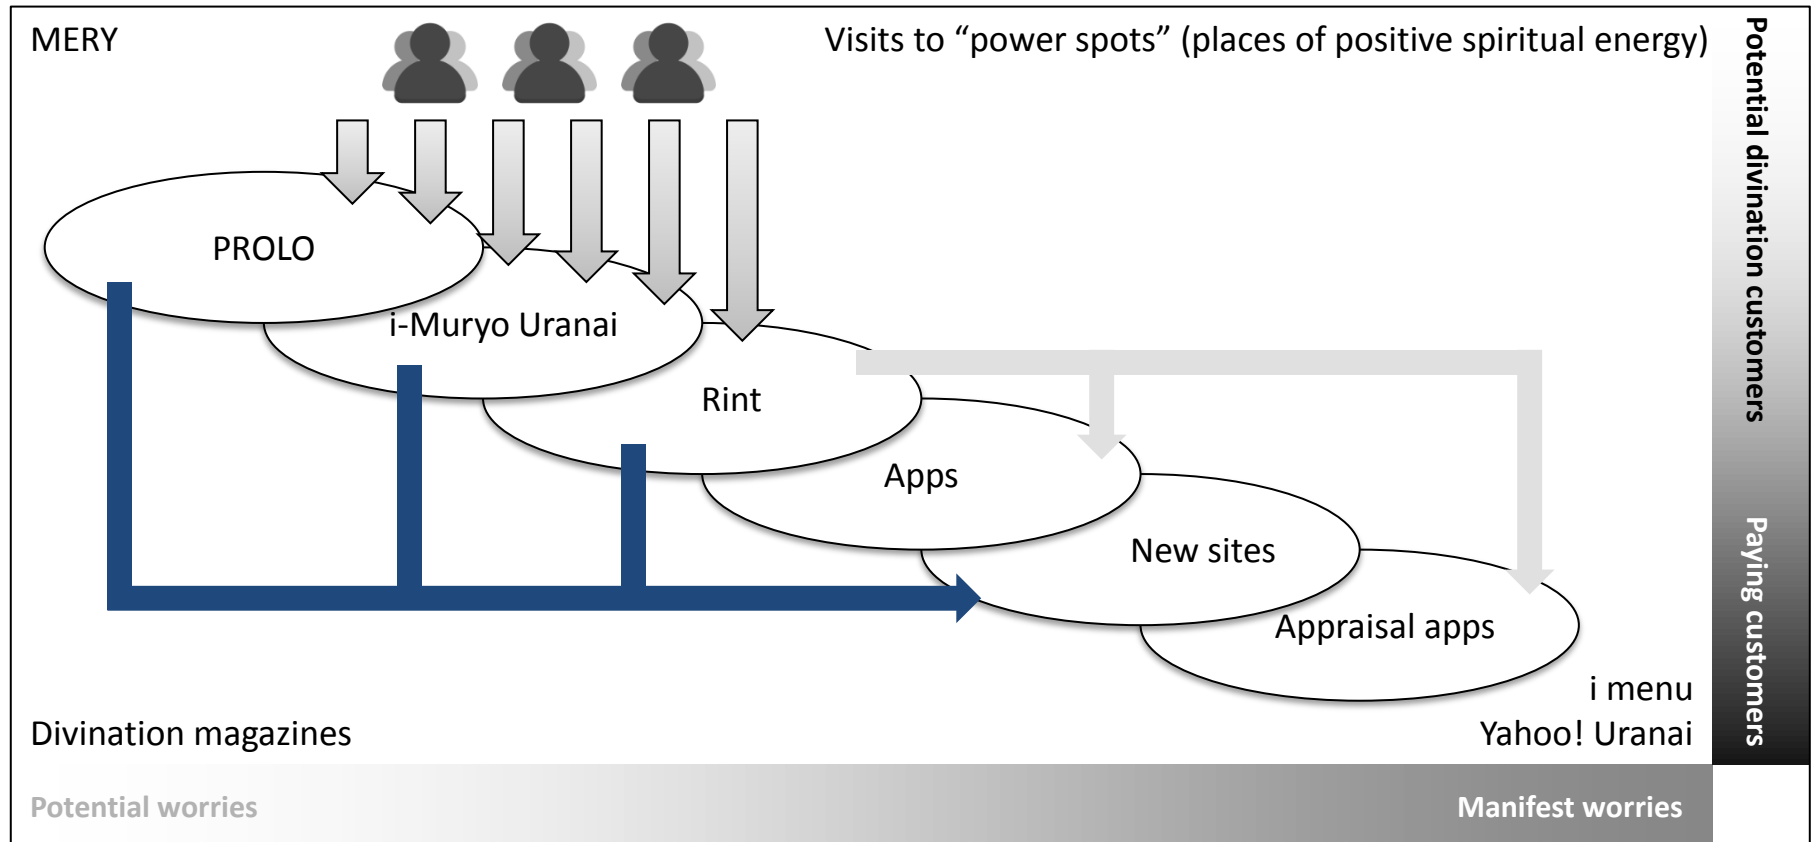 MERY
Visits to “power spots” (places of positive spiritual energy)
Potential divination customers
PROLO
i-Muryo Uranai
Rint
Apps
New sites
Appraisal apps
Paying customers
i menu
Divination magazines
Yahoo! Uranai
Potential worries
Manifest worries